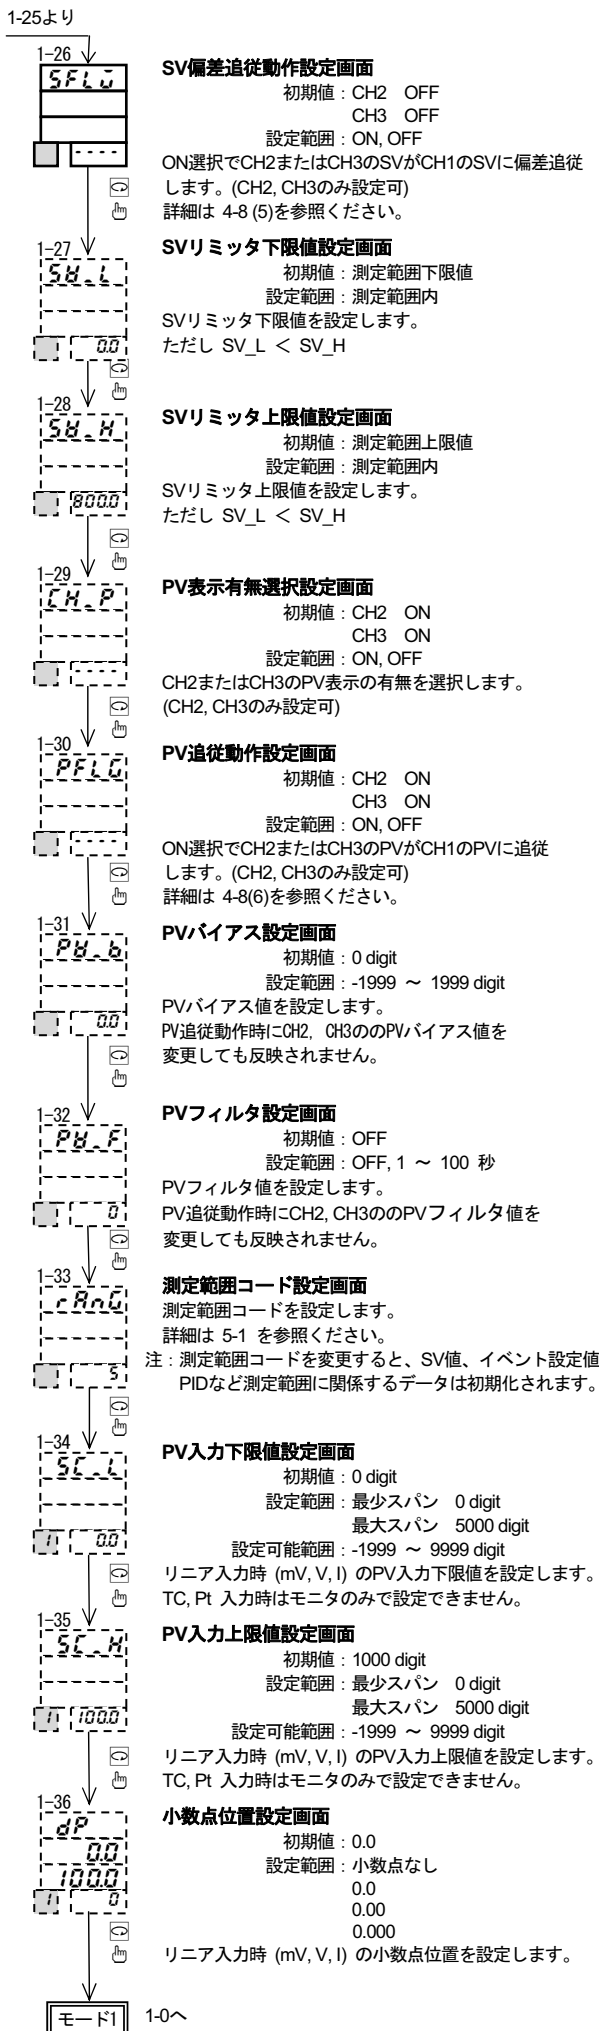 1-25より
1-26
SFLW
- - - -
SV偏差追従動作設定画面
初期値：CH2 OFF
CH3 OFF
設定範囲：ON, OFF
ON選択でCH2またはCH3のSVがCH1のSVに偏差追従
します。(CH2, CH3のみ設定可)
詳細は 4-8 (5)を参照ください。
1-27
SV_L
0.0
SVリミッタ下限値設定画面
初期値：測定範囲下限値
設定範囲：測定範囲内
SVリミッタ下限値を設定します。
ただし SV_L ＜ SV_H
1-28
SV_H
800.0
SVリミッタ上限値設定画面
初期値：測定範囲上限値
設定範囲：測定範囲内
SVリミッタ上限値を設定します。
ただし SV_L ＜ SV_H
1-29
CH_P
- - - -
PV表示有無選択設定画面
初期値：CH2 ON
CH3 ON
設定範囲：ON, OFF
CH2またはCH3のPV表示の有無を選択します。
(CH2, CH3のみ設定可)
1-30
PFLG
- - - -
PV追従動作設定画面
初期値：CH2 ON
CH3 ON
設定範囲：ON, OFF
ON選択でCH2またはCH3のPVがCH1のPVに追従
します。(CH2, CH3のみ設定可)
詳細は 4-8(6)を参照ください。
1-31
PV_b
0.0
PVバイアス設定画面
初期値：0 digit
設定範囲：-1999 ～ 1999 digit
PVバイアス値を設定します。
PV追従動作時にCH2, CH3ののPVバイアス値を
変更しても反映されません。
1-32
PV_F
0
PVフィルタ設定画面
初期値：OFF
設定範囲：OFF, 1 ～ 100 秒
PVフィルタ値を設定します。
PV追従動作時にCH2, CH3ののPVフィルタ値を
変更しても反映されません。
1-33
rAnG
5
測定範囲コード設定画面
測定範囲コードを設定します。
詳細は 5-1 を参照ください。
注：測定範囲コードを変更すると、SV値、イベント設定値
PIDなど測定範囲に関係するデータは初期化されます。
1-34
SC_L
1 0.0
PV入力下限値設定画面
初期値：0 digit
設定範囲：最少スパン 0 digit
最大スパン 5000 digit
設定可能範囲：-1999 ～ 9999 digit
リニア入力時 (mV, V, I) のPV入力下限値を設定します。
TC, Pt 入力時はモニタのみで設定できません。
1-35
SC_H
1 100.0
PV入力上限値設定画面
初期値：1000 digit
設定範囲：最少スパン 0 digit
最大スパン 5000 digit
設定可能範囲：-1999 ～ 9999 digit
リニア入力時 (mV, V, I) のPV入力上限値を設定します。
TC, Pt 入力時はモニタのみで設定できません。
1-36
dP
0.0
100.0
1 0
小数点位置設定画面
初期値：0.0
設定範囲：小数点なし
0.0
0.00
0.000
リニア入力時 (mV, V, I) の小数点位置を設定します。
モード1 1-0へ